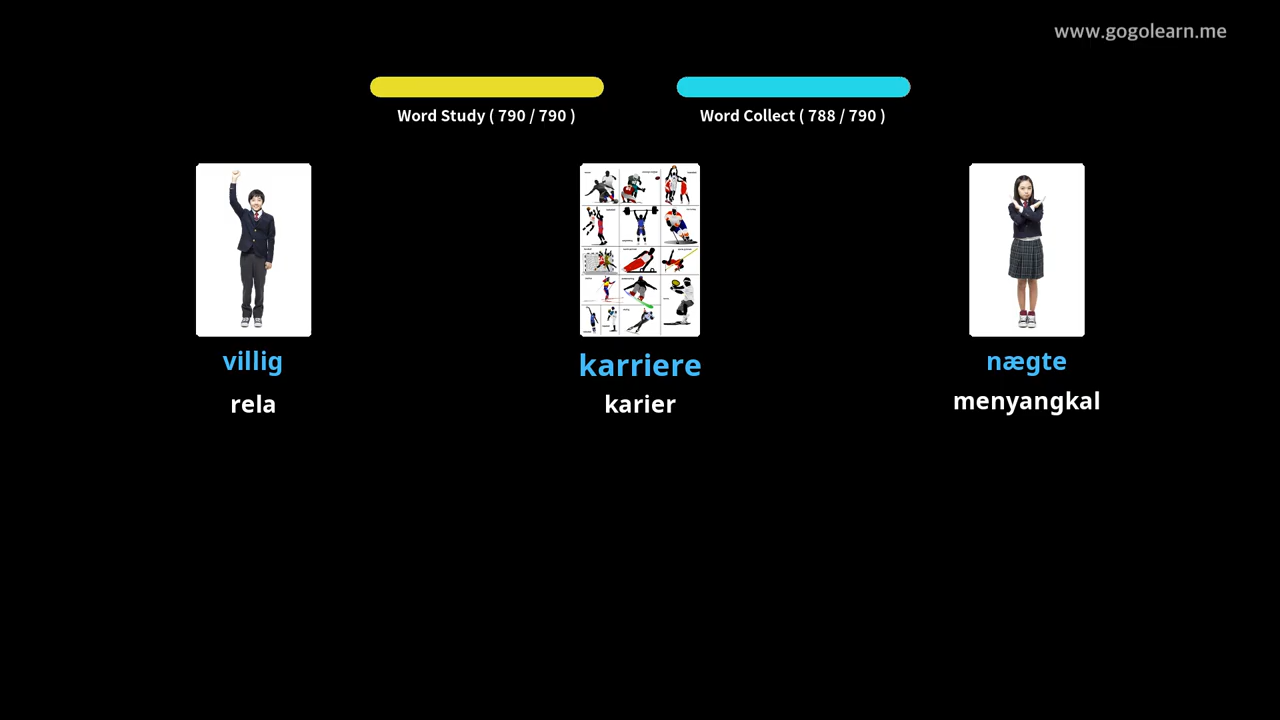 www.gogolearn.me
Word Study ( 790 / 790 )
Word Collect ( 788 / 790 )
villig
karriere
nægte
rela
karier
menyangkal